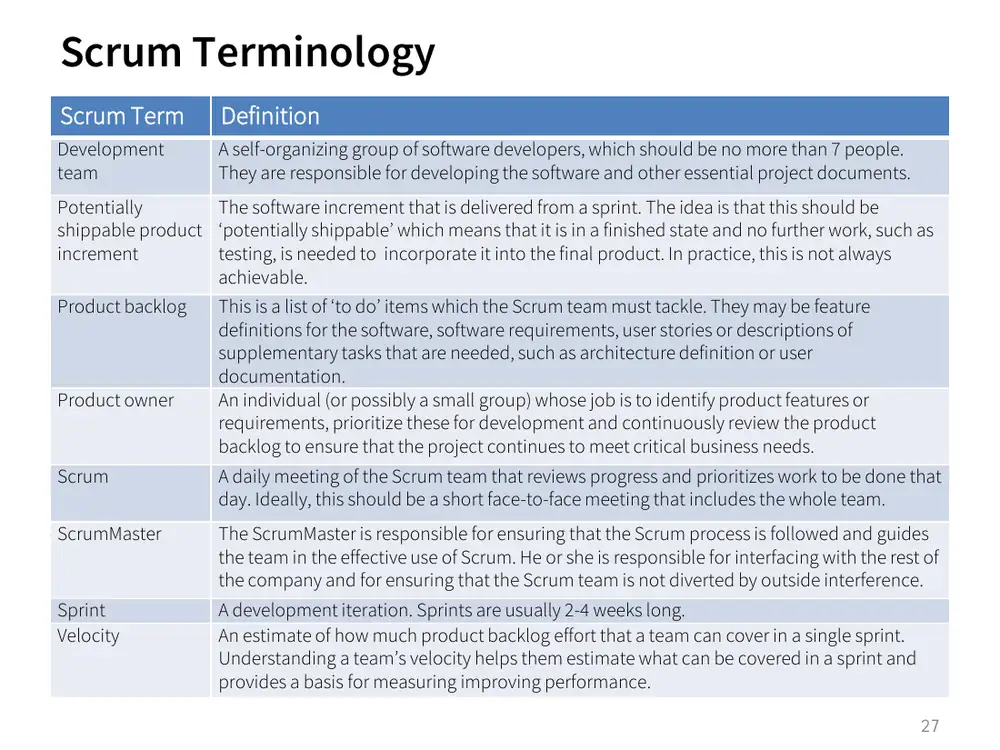 Scrum Terminology
Scrum Term
Definition
Development
team
A self-organizing group of software developers, which should be no more than 7 people.
They are responsible for developing the software and other essential project documents.
Potentially
shippable product
increment
The software increment that is delivered from a sprint. The idea is that this should be
‘potentially shippable’ which means that it is in a finished state and no further work, such as
testing, is needed to  incorporate it into the final product. In practice, this is not always
achievable.
Product backlog
This is a list of ‘to do’ items which the Scrum team must tackle. They may be feature
definitions for the software, software requirements, user stories or descriptions of
supplementary tasks that are needed, such as architecture definition or user
documentation.
Product owner
An individual (or possibly a small group) whose job is to identify product features or
requirements, prioritize these for development and continuously review the product
backlog to ensure that the project continues to meet critical business needs.
Scrum
A daily meeting of the Scrum team that reviews progress and prioritizes work to be done that
day. Ideally, this should be a short face-to-face meeting that includes the whole team.
ScrumMaster
The ScrumMaster is responsible for ensuring that the Scrum process is followed and guides
the team in the effective use of Scrum. He or she is responsible for interfacing with the rest of
the company and for ensuring that the Scrum team is not diverted by outside interference.
Sprint
A development iteration. Sprints are usually 2-4 weeks long.
Velocity
An estimate of how much product backlog effort that a team can cover in a single sprint.
Understanding a team’s velocity helps them estimate what can be covered in a sprint and
provides a basis for measuring improving performance.
27